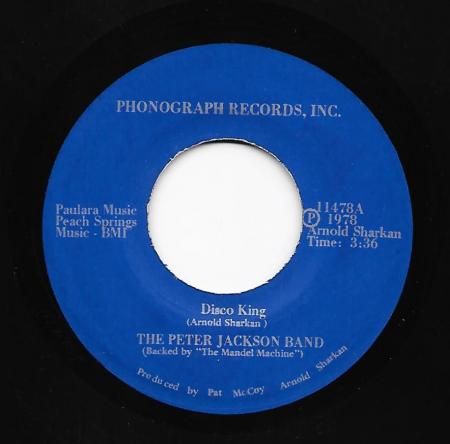 PHONOGRAPH RECORDS, INC.
Paulara Music
Peach Springs
Music - BMI
11478A
Ⓟ 1978
Arnold Sharkan
Time: 3:36
Disco King
(Arnold Sharkan )
THE PETER JACKSON BAND
(Backed by "The Mandel Machine")
Produced by Pat McCoy Arnold Sharkan